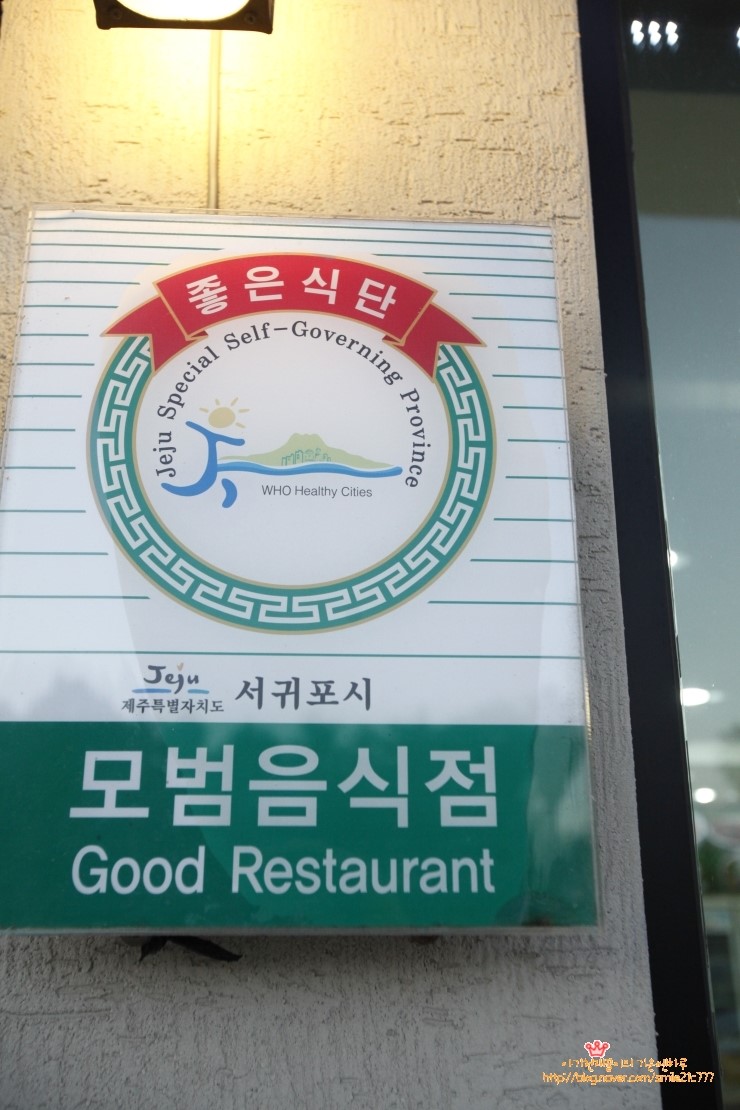 좋은식단
Jeju Special Self-Governing Province
WHO Healthy Cities
Jeju
제주특별자치도 서귀포시
모범음식점
Good Restaurant